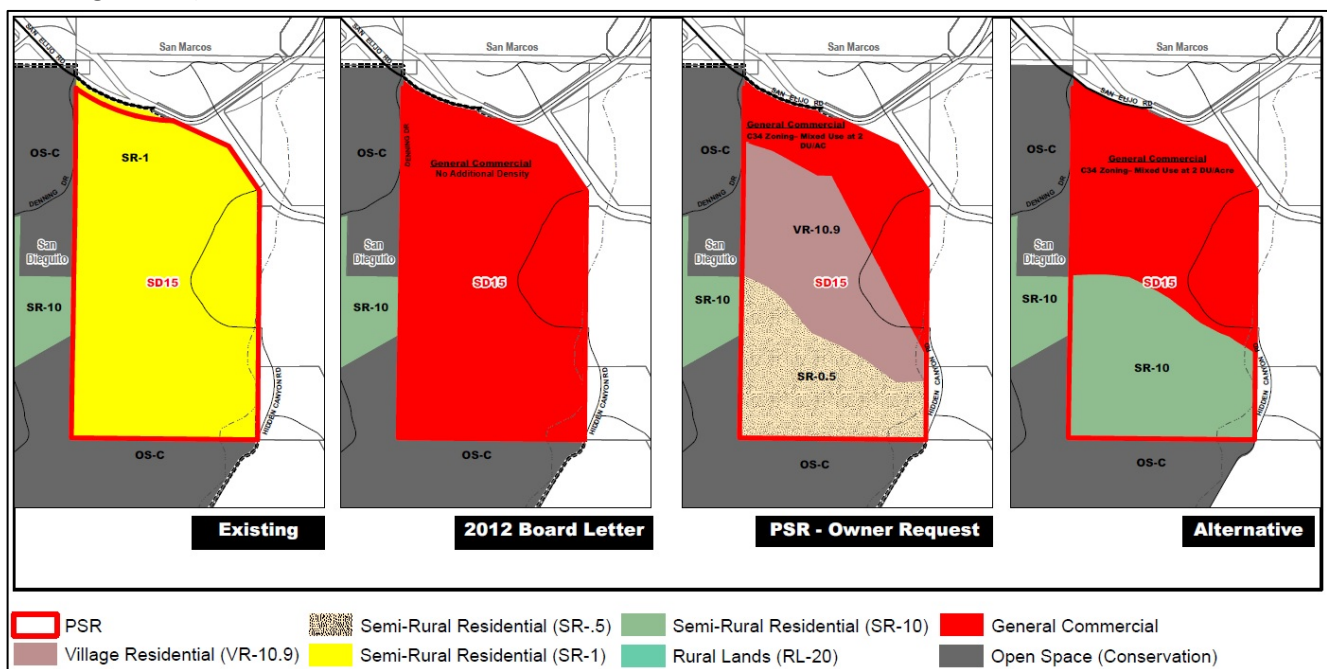 SAN ELIJO RD
San Marcos
OS-C
SR-1
DENNING DR
San
Dieguito
SD15
SR-10
HIDDEN CANYON RD
OS-C
Existing
San Marcos
DENNING DR
General Commercial
No Additional Density
SD15
HIDDEN CANYON RD
2012 Board Letter
San Marcos
SAN ELIJO RD
General Commercial
C34 Zoning- Mixed Use at 2
DU/AC
OS-C
VR-10.9
DENNING DR
San
Dieguito
SD15
SR-10
SR-0.5
HIDDEN CANYON RD
OS-C
PSR - Owner Request
San Marcos
SAN ELIJO RD
General Commercial
C34 Zoning- Mixed Use at 2 DU/Acre
OS-C
DENNING DR
San
Dieguito
SD15
SR-10
SR-10
HIDDEN CANYON RD
OS-C
Alternative
PSR
Semi-Rural Residential (SR-.5)
Semi-Rural Residential (SR-10)
General Commercial
Village Residential (VR-10.9)
Semi-Rural Residential (SR-1)
Rural Lands (RL-20)
Open Space (Conservation)